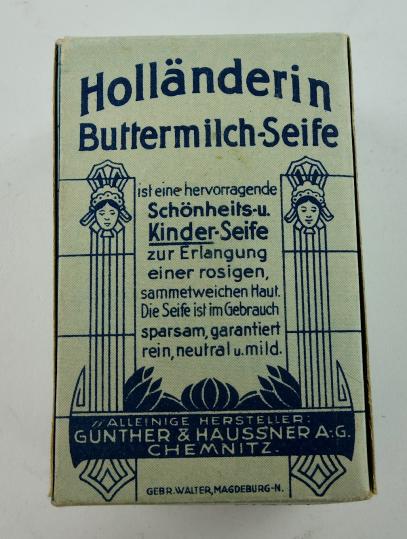 Holländerin
Buttermilch-Seife
ist eine hervorragende
Schönheits-u.
Kinder-Seife
zur Erlangung
einer rosigen,
sammetweichen Haut.
Die Seife ist im Gebrauch
sparsam, garantiert
rein, neutral u. mild.
„ALLEINIGE HERSTELLER:
GÜNTHER & HAUSSNER A.-G.
CHEMNITZ.
GEBR. WALTER, MAGDEBURG-N.